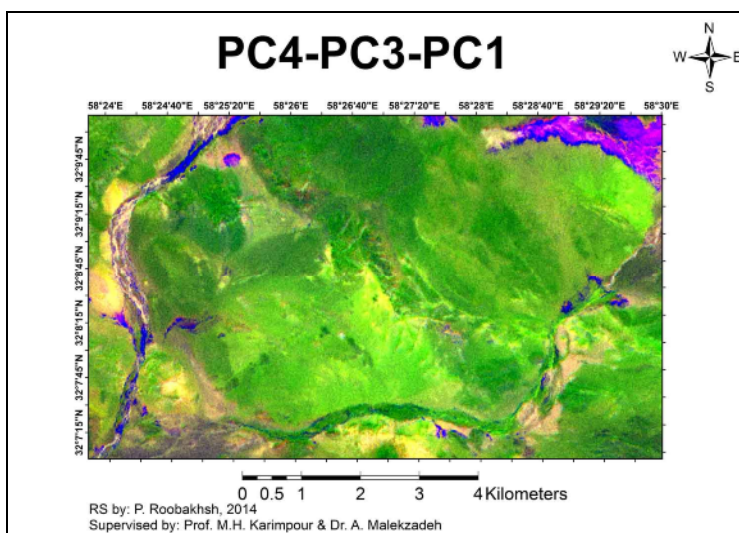 PC4-PC3-PC1
N
W E
S
58°24'E 58°24'40"E 58°25'20"E 58°26'E 58°26'40"E 58°27'20"E 58°28'E 58°28'40"E 58°29'20"E 58°30'E
32°9'45"N
32°9'15"N
32°8'45"N
32°8'15"N
32°7'45"N
32°7'15"N
0 0.5 1 2 3 4 Kilometers
RS by: P. Roobakhsh, 2014
Supervised by: Prof. M.H. Karimpour & Dr. A. Malekzadeh